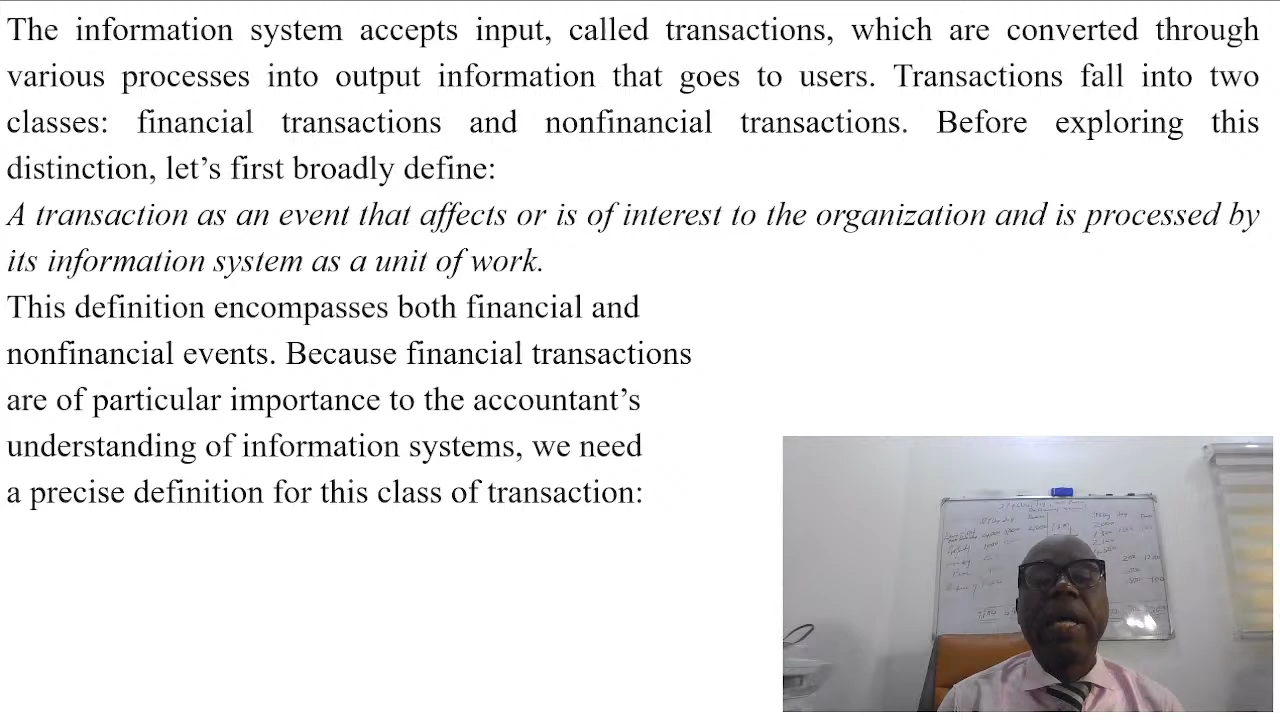 The information system accepts input, called transactions, which are converted through
various processes into output information that goes to users. Transactions fall into two
classes: financial transactions and nonfinancial transactions. Before exploring this
distinction, let’s first broadly define:
A transaction as an event that affects or is of interest to the organization and is processed by
its information system as a unit of work.
This definition encompasses both financial and
nonfinancial events. Because financial transactions
are of particular importance to the accountant’s
understanding of information systems, we need
a precise definition for this class of transaction: